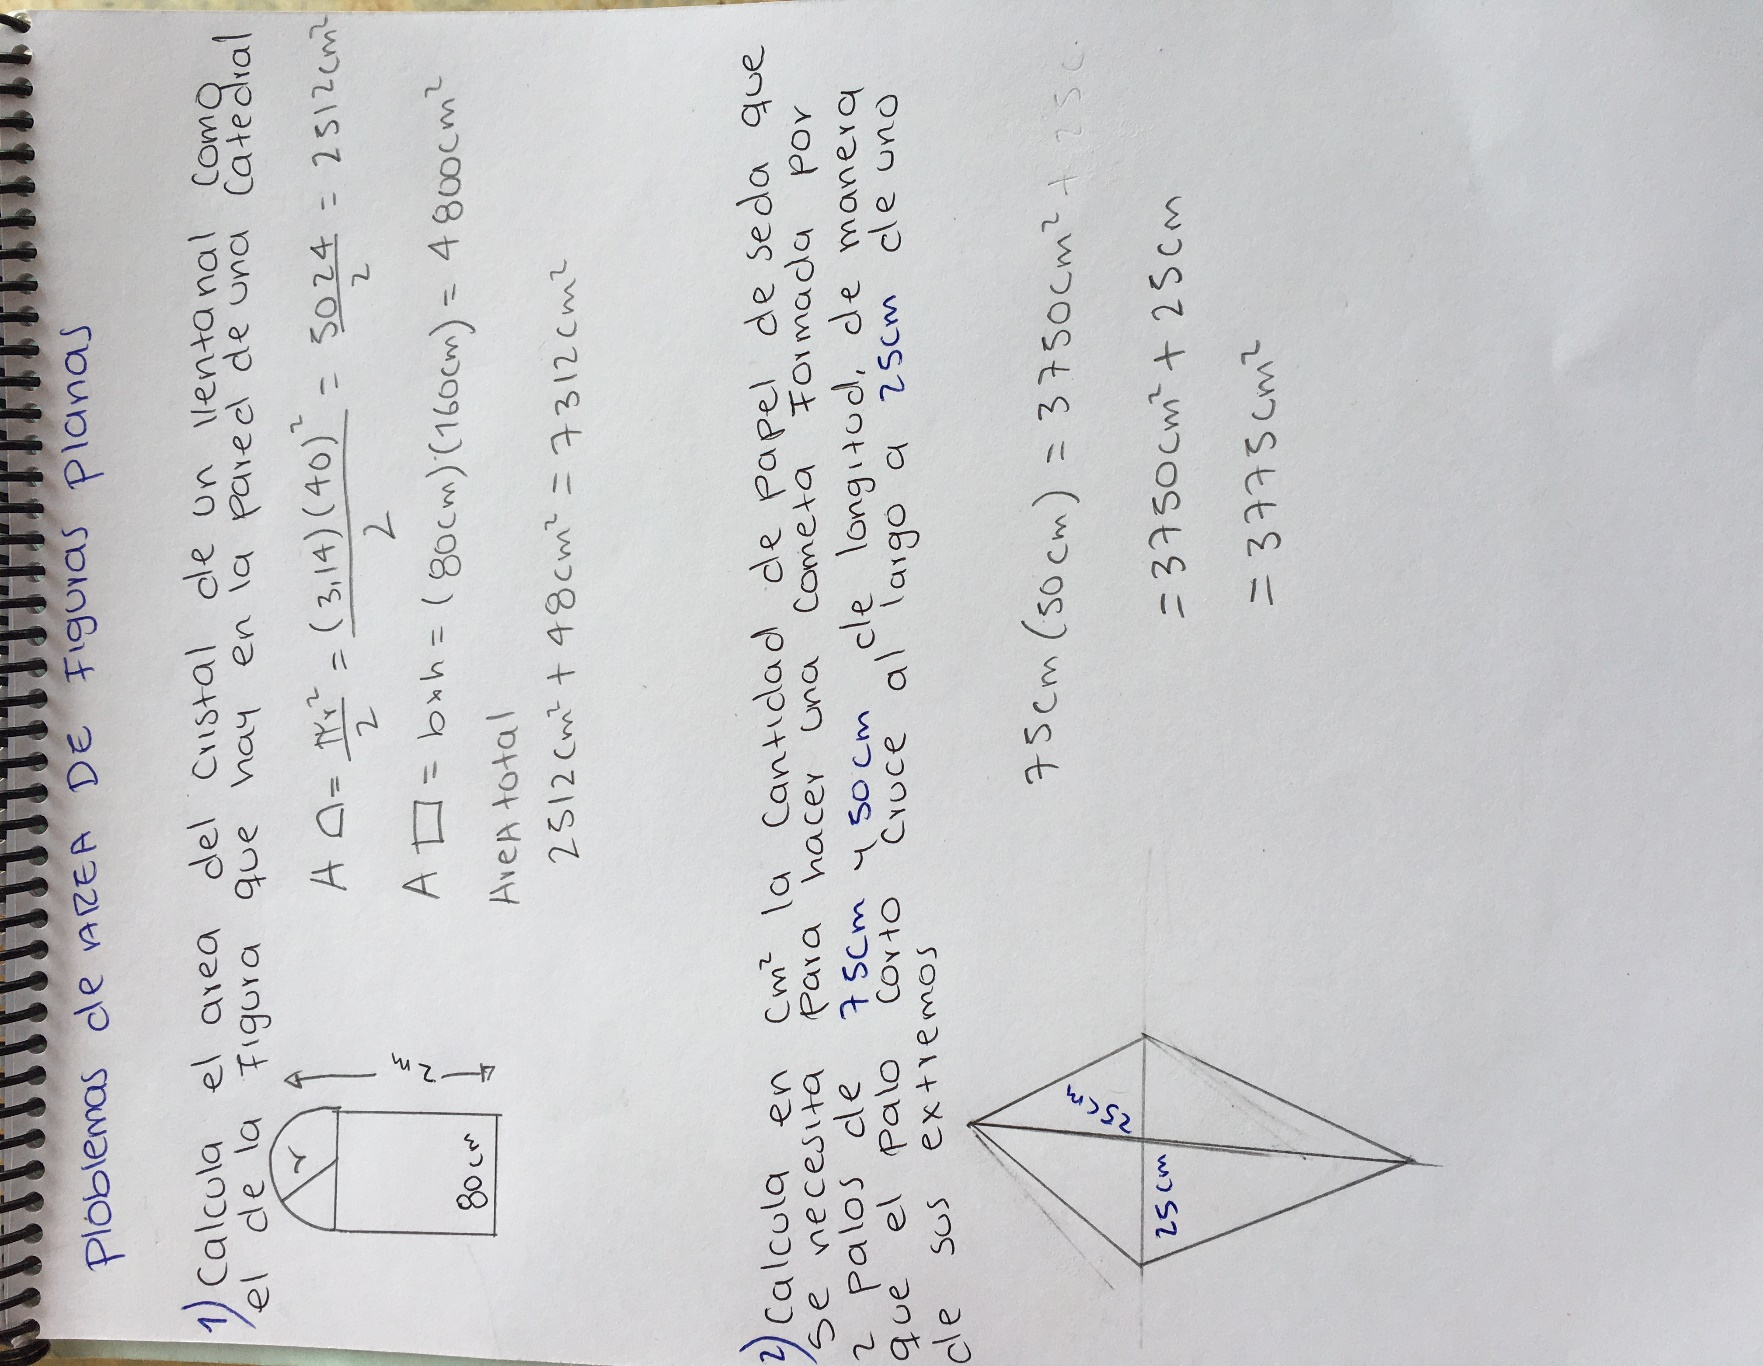 Ploblemas de AREA DE Figuras planas
1) Calcula el area del cristal de un llentanal como
el de la Figura que hay en la pared de una Catedral
r
2m
80cm
A = πr²/2 = (3.14)(40)²/2 = 5024/2 = 2512cm²
A □ = b×h = (80cm)(160cm) = 4800cm²
AreA total
2512cm² + 48cm² = 7312cm²
2) Calcula en cm² la Cantidad de Papel de seda que
se necesita Para hacer una Cometa Formada por
2 palos de 75cm y 50cm de longitud, de manera
que el palo corto cruce al largo a 25cm de uno
de sus extremos
25cm
25cm
75cm(50cm) = 3750cm² + 25c
= 3750cm² + 25cm
= 3775cm²